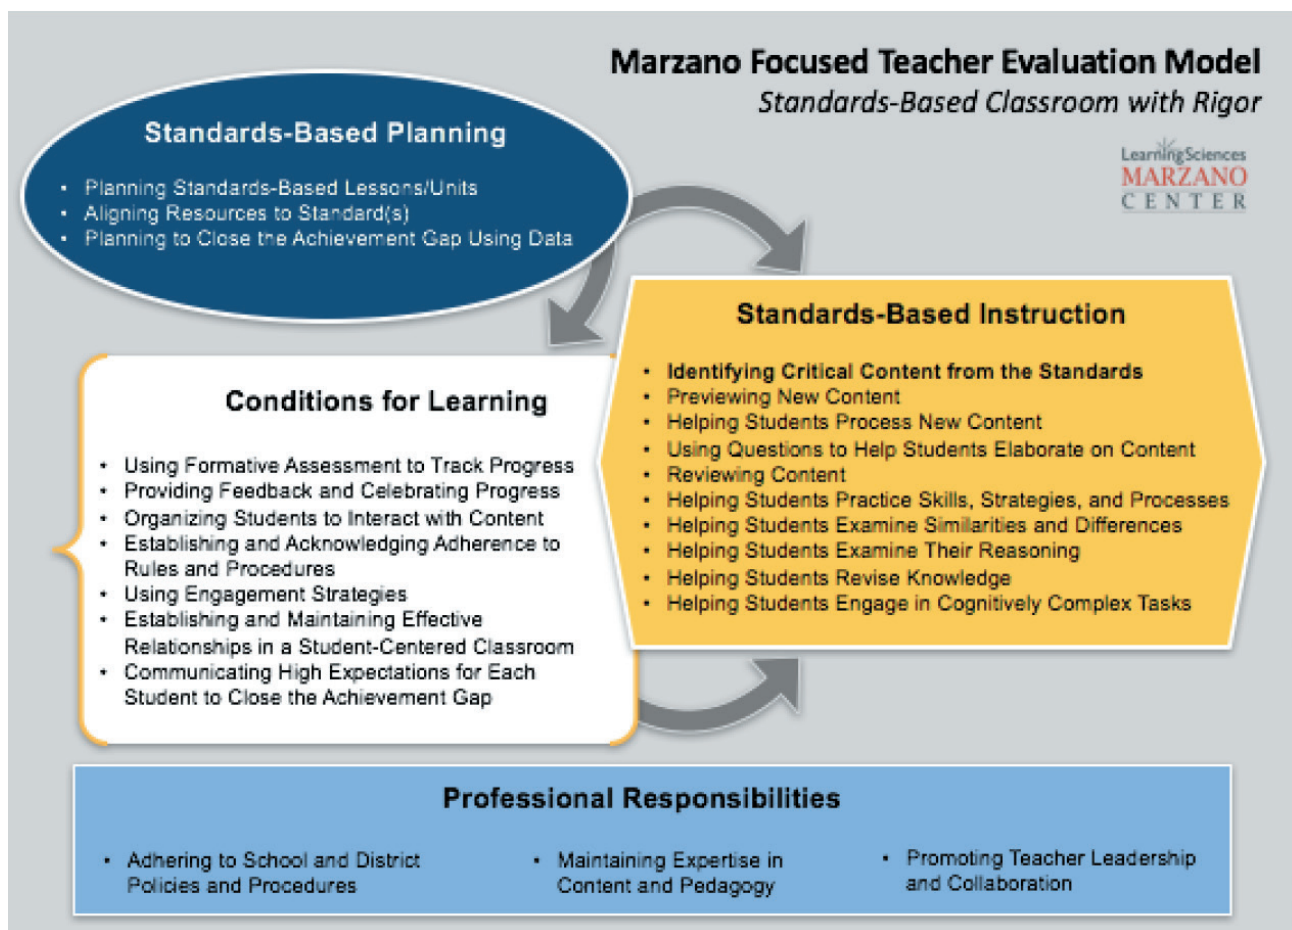 Marzano Focused Teacher Evaluation Model
Standards-Based Classroom with Rigor
LearningSciences
MARZANO
CENTER
Standards-Based Planning
• Planning Standards-Based Lessons/Units
• Aligning Resources to Standard(s)
• Planning to Close the Achievement Gap Using Data
Standards-Based Instruction
• Identifying Critical Content from the Standards
• Previewing New Content
• Helping Students Process New Content
• Using Questions to Help Students Elaborate on Content
• Reviewing Content
• Helping Students Practice Skills, Strategies, and Processes
• Helping Students Examine Similarities and Differences
• Helping Students Examine Their Reasoning
• Helping Students Revise Knowledge
• Helping Students Engage in Cognitively Complex Tasks
Conditions for Learning
• Using Formative Assessment to Track Progress
• Providing Feedback and Celebrating Progress
• Organizing Students to Interact with Content
• Establishing and Acknowledging Adherence to
Rules and Procedures
• Using Engagement Strategies
• Establishing and Maintaining Effective
Relationships in a Student-Centered Classroom
• Communicating High Expectations for Each
Student to Close the Achievement Gap
Professional Responsibilities
• Adhering to School and District
Policies and Procedures
• Maintaining Expertise in
Content and Pedagogy
• Promoting Teacher Leadership
and Collaboration